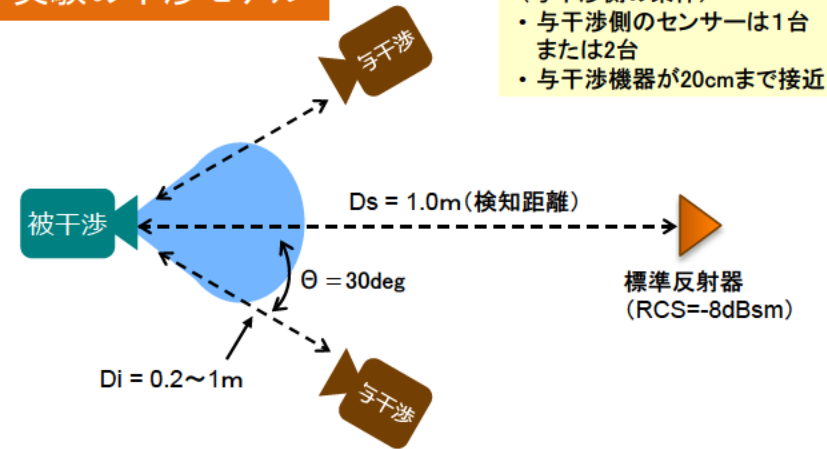 ・与干渉側のセンサーは1台
または2台
・与干渉機器が20cmまで接近
与干渉
被干渉
Ds = 1.0m（検知距離）
Θ = 30deg
標準反射器
（RCS=-8dBsm）
Di = 0.2～1m
与干渉